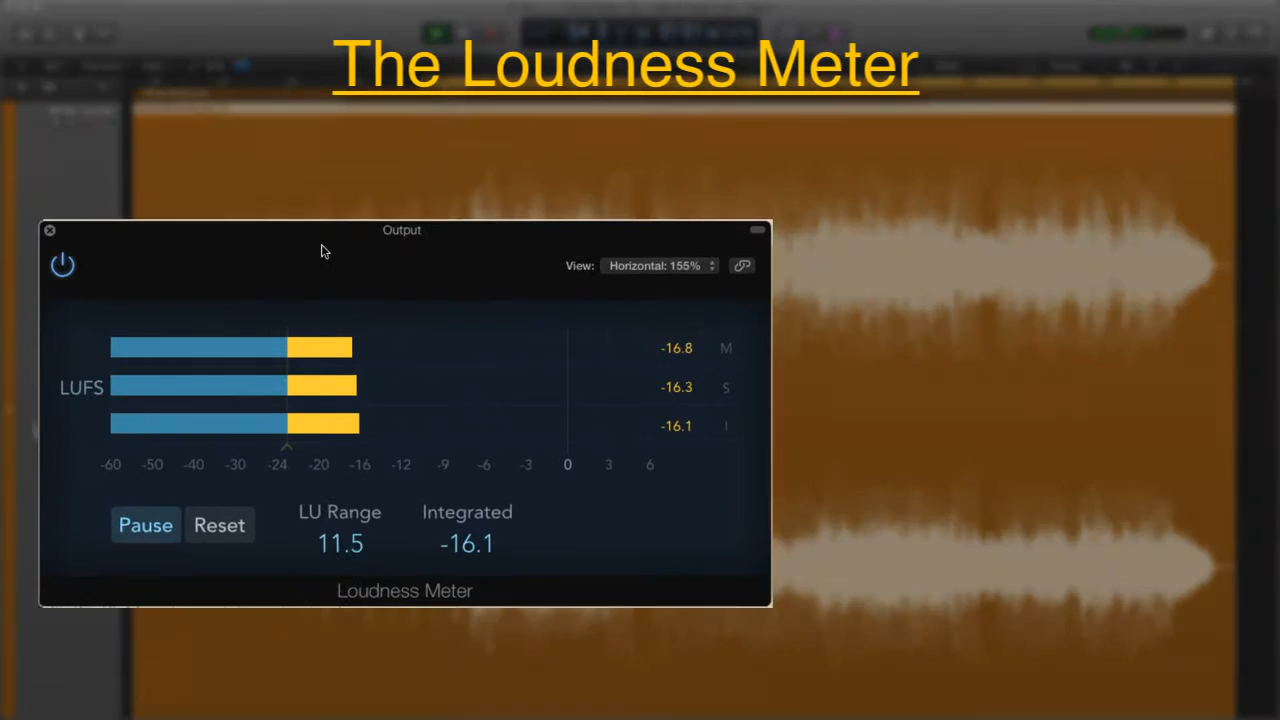 The Loudness Meter
Output
View: Horizontal: 155%
-16.8 M
LUFS -16.3 S
-16.1 I
-60 -50 -40 -30 -24 -20 -16 -12 -9 -6 -3 0 3 6
Pause Reset
LU Range Integrated
11.5 -16.1
Loudness Meter